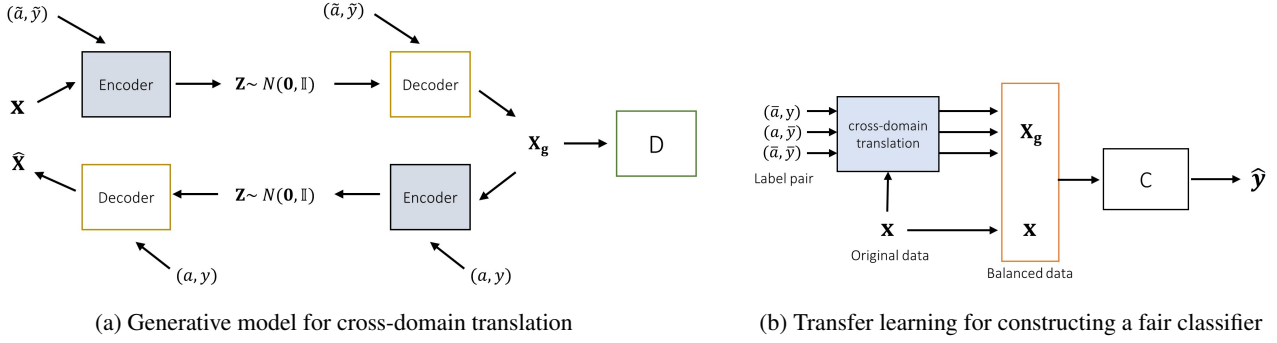 (ã, ỹ)
(ã, ỹ)
Encoder
Z~ N(0, 𝕀)
Decoder
X
X_g
D
X̂
Decoder
Z~ N(0, 𝕀)
Encoder
(a, y)
(a, y)
(a) Generative model for cross-domain translation
(ā, y)
(a, ȳ)
(ā, ȳ)
Label pair
cross-domain
translation
X_g
C
ŷ
X
X
Original data
Balanced data
(b) Transfer learning for constructing a fair classifier